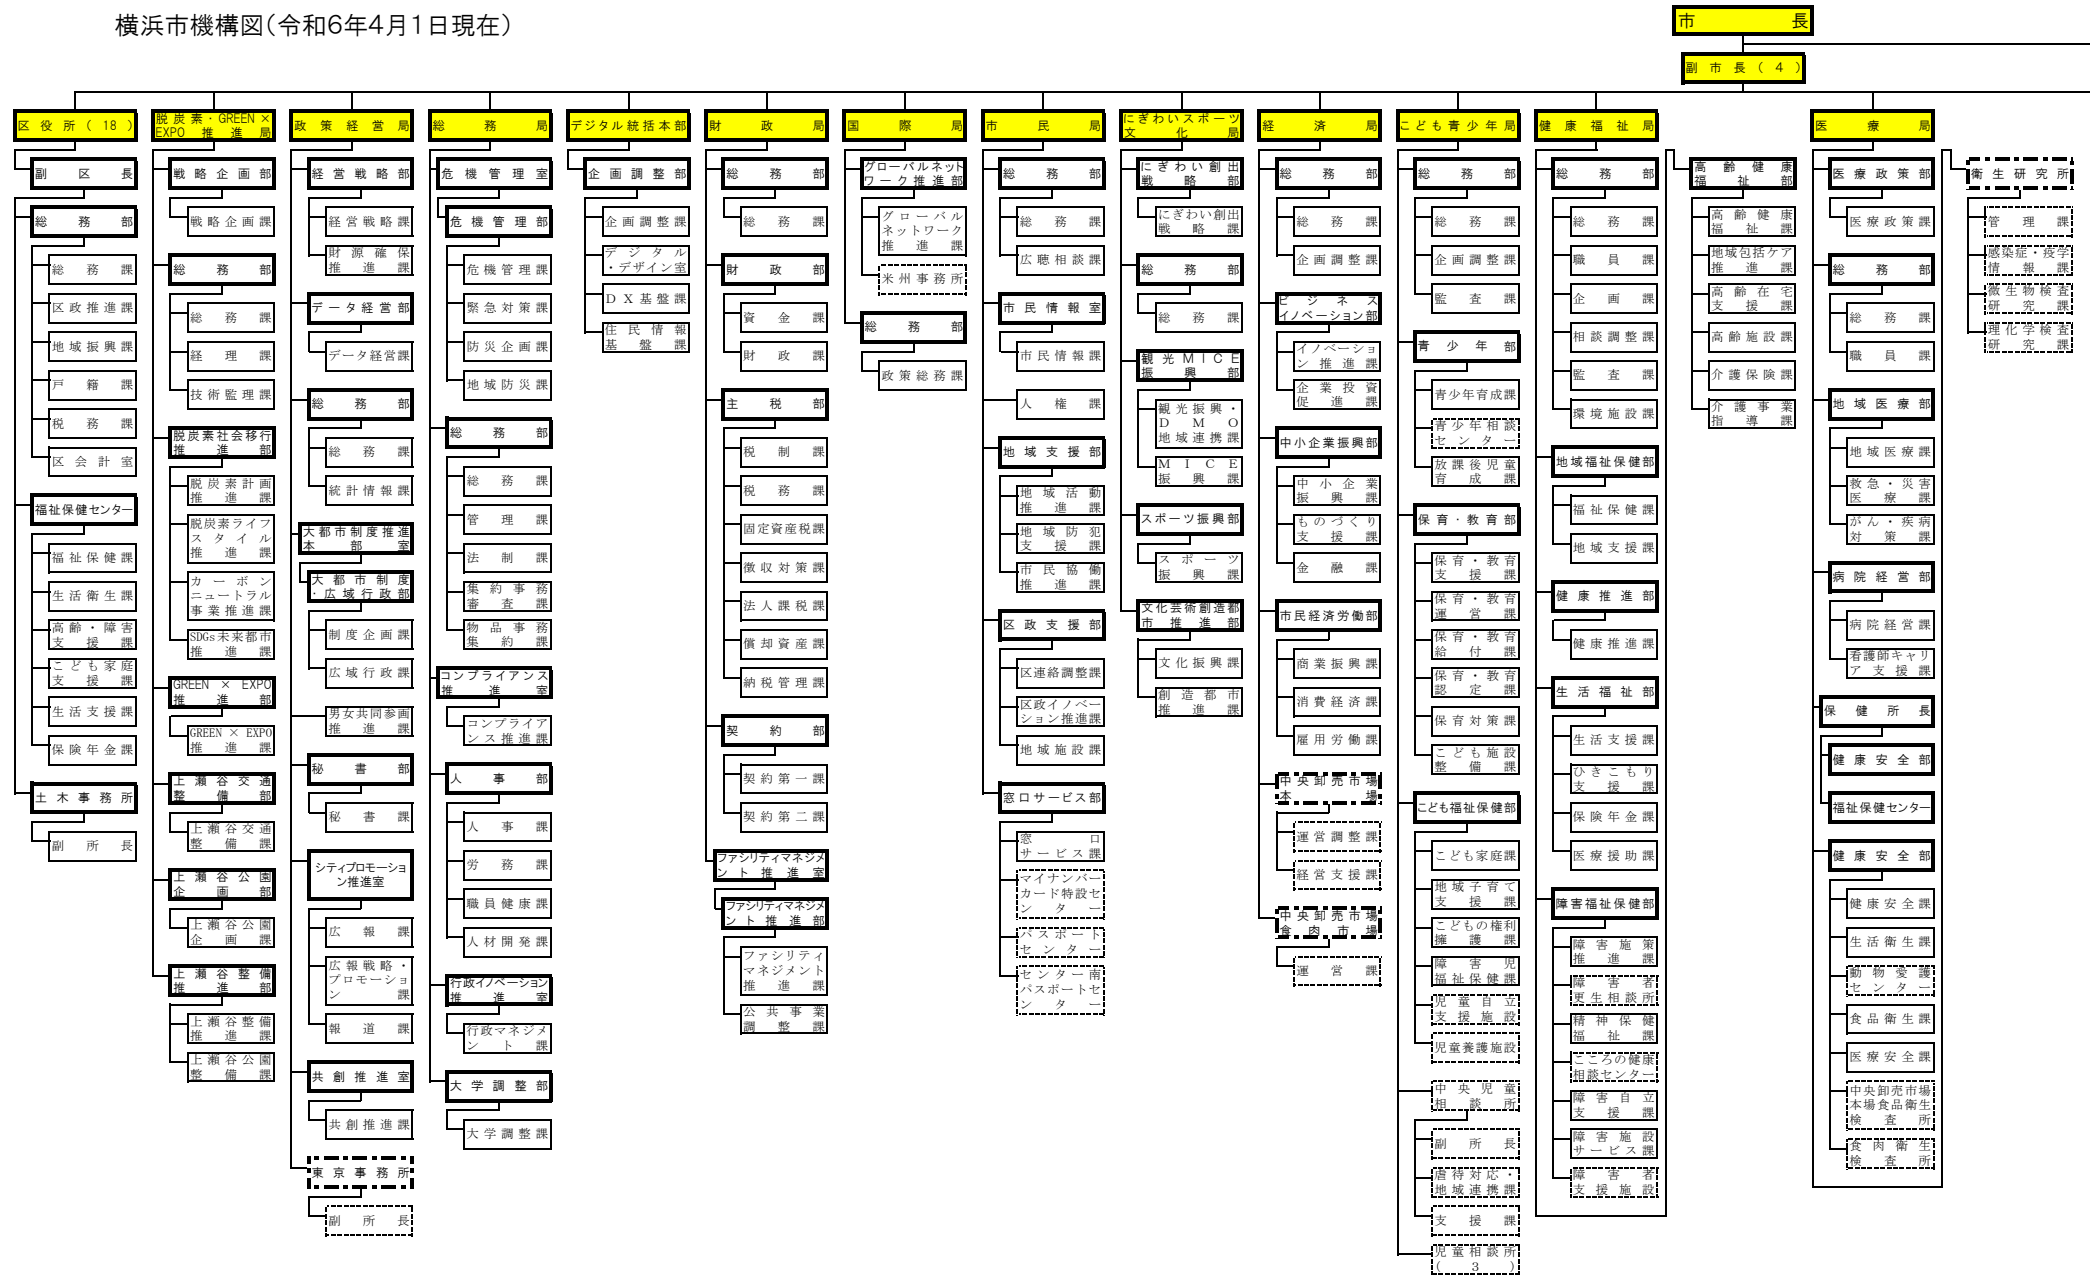 横浜市機構図(令和6年4月1日現在)
市長
副市長(4)
区役所(18)
副区長
総務部
総務課
区政推進課
地域振興課
戸籍課
税務課
区会計室
福祉保健センター
福祉保健課
生活衛生課
高齢・障害
支援課
こども家庭
支援課
生活支援課
保険年金課
土木事務所
副所長
脱炭素・GREEN×
EXPO推進局
戦略企画部
戦略企画課
総務部
総務課
経理課
技術監理課
脱炭素社会移行
推進部
脱炭素計画
推進課
脱炭素ライフ
スタイル
推進課
カーボン
ニュートラル
事業推進課
SDGs未来都市
推進課
GREEN × EXPO
推進部
GREEN × EXPO
推進課
上瀬谷交通
整備部
上瀬谷交通
整備課
上瀬谷公園
企画部
上瀬谷公園
企画課
上瀬谷整備
推進部
上瀬谷整備
推進課
上瀬谷公園
整備課
政策経営局
経営戦略部
経営戦略課
財源確保
推進課
データ経営部
データ経営課
総務部
総務課
統計情報課
大都市制度推進
本部室
大都市制度
・広域行政部
制度企画課
広域行政課
男女共同参画
推進課
秘書部
秘書課
シティプロモーショ
ン推進室
広報課
広報戦略・
プロモーショ
ン課
報道課
共創推進室
共創推進課
東京事務所
副所長
総務局
危機管理室
危機管理部
危機管理課
緊急対策課
防災企画課
地域防災課
総務部
総務課
管理課
法制課
集約事務
審査課
物品事務
集約課
コンプライアンス
推進室
コンプライア
ンス推進課
人事部
人事課
労務課
職員健康課
人材開発課
行政イノベーション
推進室
行政マネジメ
ント課
大学調整部
大学調整課
デジタル統括本部
企画調整部
企画調整課
デジタル
・デザイン室
DX基盤課
住民情報
基盤課
財政局
総務部
総務課
財政部
資金課
財政課
主税部
税制課
税務課
固定資産税課
徴収対策課
法人課税課
償却資産課
納税管理課
契約部
契約第一課
契約第二課
ファシリティマネジメ
ント推進室
ファシリティマネジメ
ント推進部
ファシリティ
マネジメント
推進課
公共事業
調整課
国際局
グローバルネット
ワーク推進部
グローバル
ネットワーク
推進課
米州事務所
総務部
政策総務課
市民局
総務部
総務課
広聴相談課
市民情報室
市民情報課
人権課
地域支援部
地域活動
推進課
地域防犯
支援課
市民協働
推進課
区政支援部
区連絡調整課
区政イノベー
ション推進課
地域施設課
窓口サービス部
窓口
サービス課
マイナンバー
カード特設セ
ンター
パスポート
センター
センター南
パスポートセ
ンター
にぎわいスポーツ
文化局
にぎわい創出
戦略部
にぎわい創出
戦略課
総務部
総務課
観光MICE
振興部
観光振興・
DMO
地域連携課
MICE
振興課
スポーツ振興部
スポーツ
振興課
文化芸術創造都
市推進部
文化振興課
創造都市
推進課
経済局
総務部
総務課
企画調整課
ビジネス
イノベーション部
イノベーショ
ン推進課
企業投資
促進課
中小企業振興部
中小企業
振興課
ものづくり
支援課
金融課
市民経済労働部
商業振興課
消費経済課
雇用労働課
中央卸売市場
本場
運営調整課
経営支援課
中央卸売市場
食肉市場
運営課
こども青少年局
総務部
総務課
企画調整課
監査課
青少年部
青少年育成課
青少年相談
センター
放課後児童
育成課
保育・教育部
保育・教育
支援課
保育・教育
運営課
保育・教育
給付課
保育・教育
認定課
保育対策課
こども施設
整備課
こども福祉保健部
こども家庭課
地域子育て
支援課
こどもの権利
擁護課
障害児
福祉保健課
児童自立
支援施設
児童養護施設
中央児童
相談所
副所長
虐待対応・
地域連携課
支援課
児童相談所
(3)
健康福祉局
総務部
総務課
職員課
企画課
相談調整課
監査課
環境施設課
地域福祉保健部
福祉保健課
地域支援課
健康推進部
健康推進課
生活福祉部
生活支援課
ひきこもり
支援課
保険年金課
医療援助課
障害福祉保健部
障害施策
推進課
障害者
更生相談所
精神保健
福祉課
こころの健康
相談センター
障害自立
支援課
障害施設
サービス課
障害者
支援施設
高齢健康
福祉部
高齢健康
福祉課
地域包括ケア
推進課
高齢在宅
支援課
高齢施設課
介護保険課
介護事業
指導課
医療局
医療政策部
医療政策課
総務部
総務課
職員課
地域医療部
地域医療課
救急・災害
医療課
がん・疾病
対策課
病院経営部
病院経営課
看護師キャリ
ア支援課
保健所長
健康安全部
福祉保健センター
健康安全部
健康安全課
生活衛生課
動物愛護
センター
食品衛生課
医療安全課
中央卸売市場
本場食品衛生
検査所
食肉衛生
検査所
衛生研究所
管理課
感染症・疫学
情報課
微生物検査
研究課
理化学検査
研究課